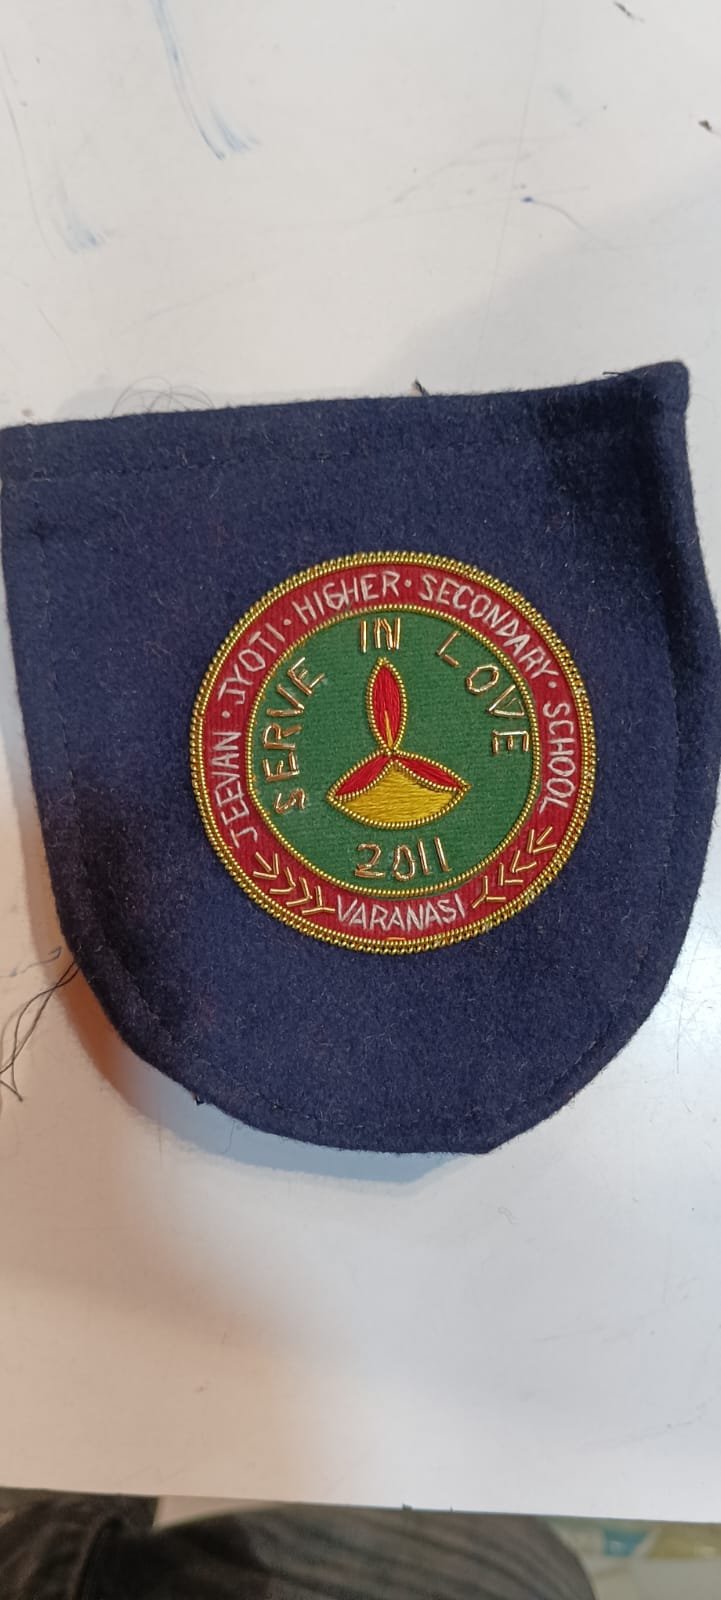 JEEVAN · JYOTI · HIGHER · SECONDARY · SCHOOL
SERVE IN LOVE
2011
VARANASI